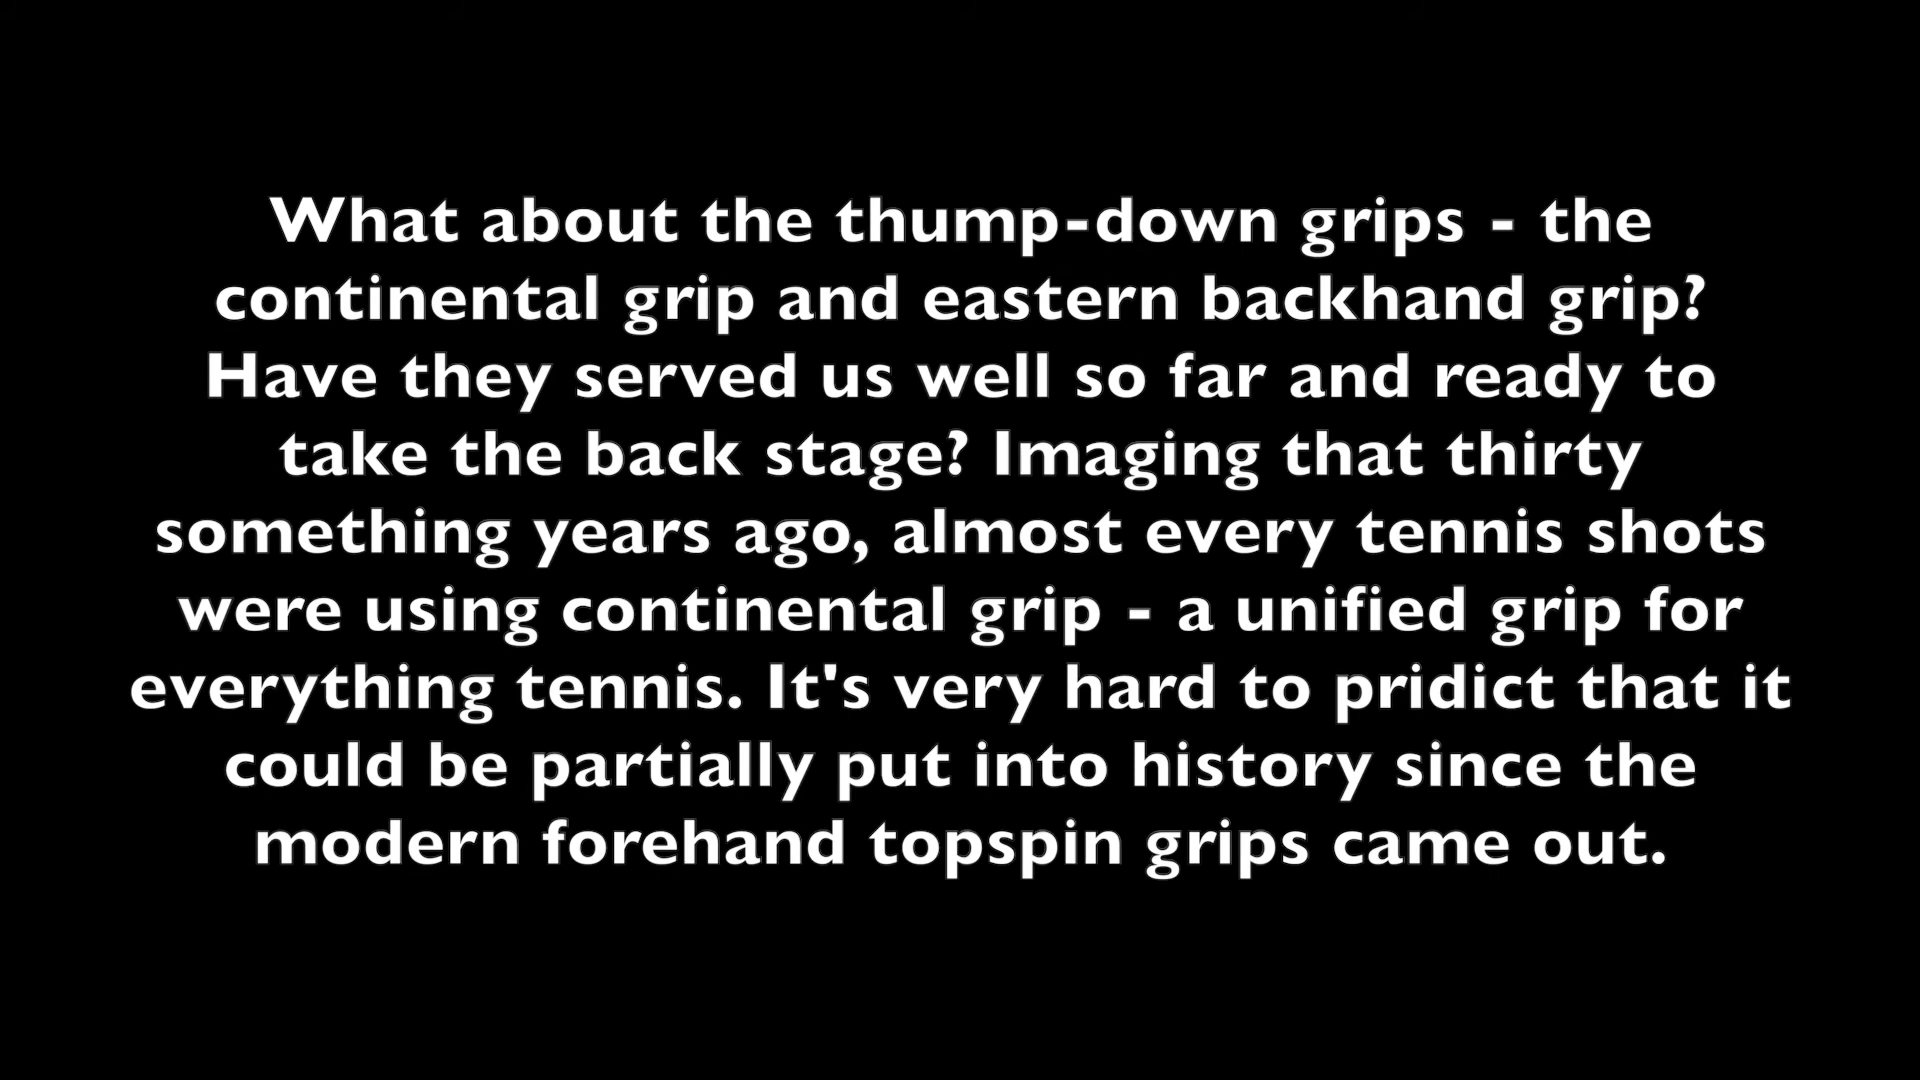 What about the thump-down grips - the
continental grip and eastern backhand grip?
Have they served us well so far and ready to
take the back stage? Imaging that thirty
something years ago, almost every tennis shots
were using continental grip - a unified grip for
everything tennis. It's very hard to pridict that it
could be partially put into history since the
modern forehand topspin grips came out.